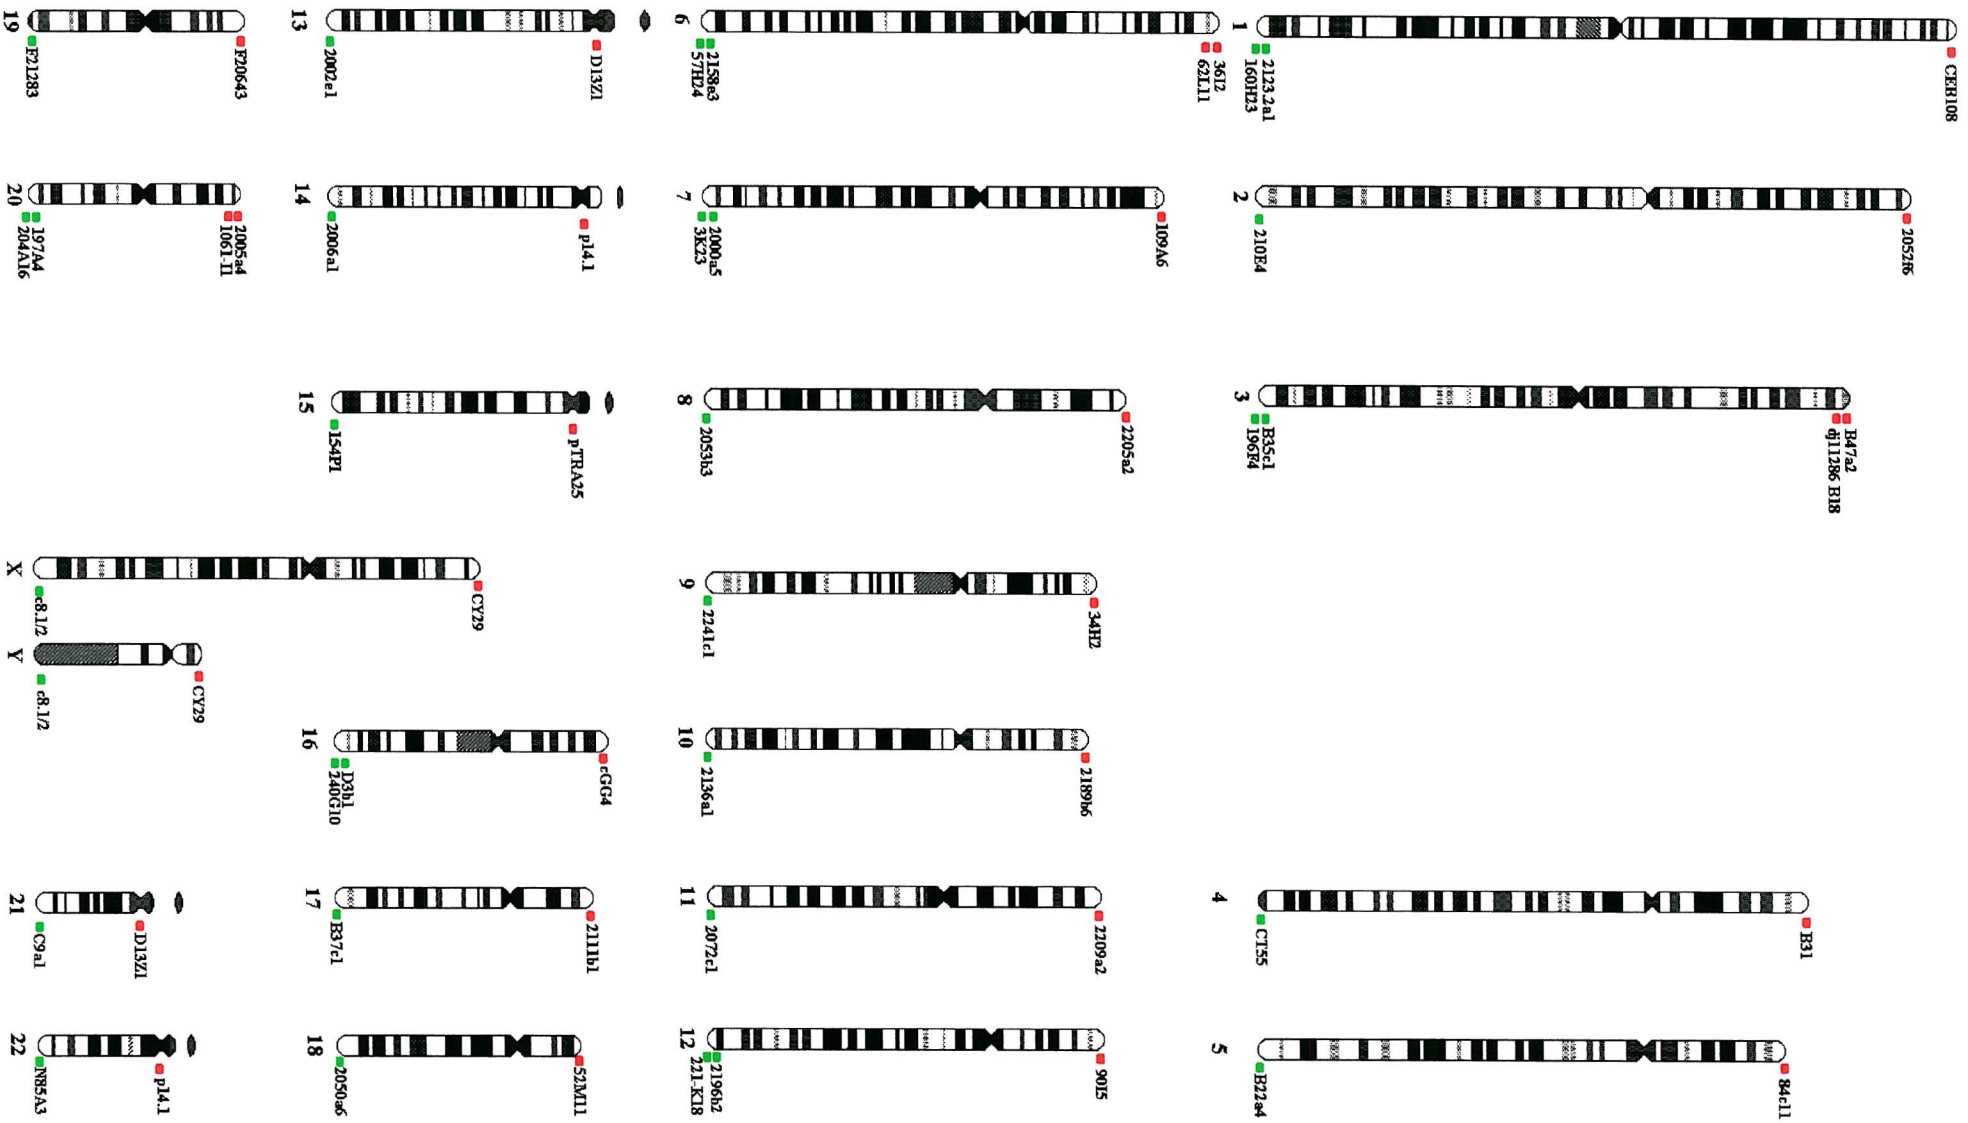 1
CEB108
2123.2a1
160H23
2
2052f6
210E4
3
B47a2
dj1186 B18
B35c1
196F4
4
B31
CT55
5
84c11
B22a4
6
36I2
62L11
2158e3
57H24
7
109A6
2000a5
3K23
8
2205a2
2053b3
9
34H2
2241c1
10
2189b6
2136a1
11
2209a2
2072c1
12
90I5
2196b2
221-K18
13
D13Z1
2002e1
14
p14.1
2006a1
15
pTRA25
154P1
16
cGG4
D3b1
240G10
17
2111b1
B37c1
18
52M11
2050a6
19
F20643
F21283
20
2005a4
1061-I1
197A4
204A16
X
CY29
c8.1/2
Y
CY29
c8.1/2
21
D13Z1
C9a1
22
p14.1
N85A3